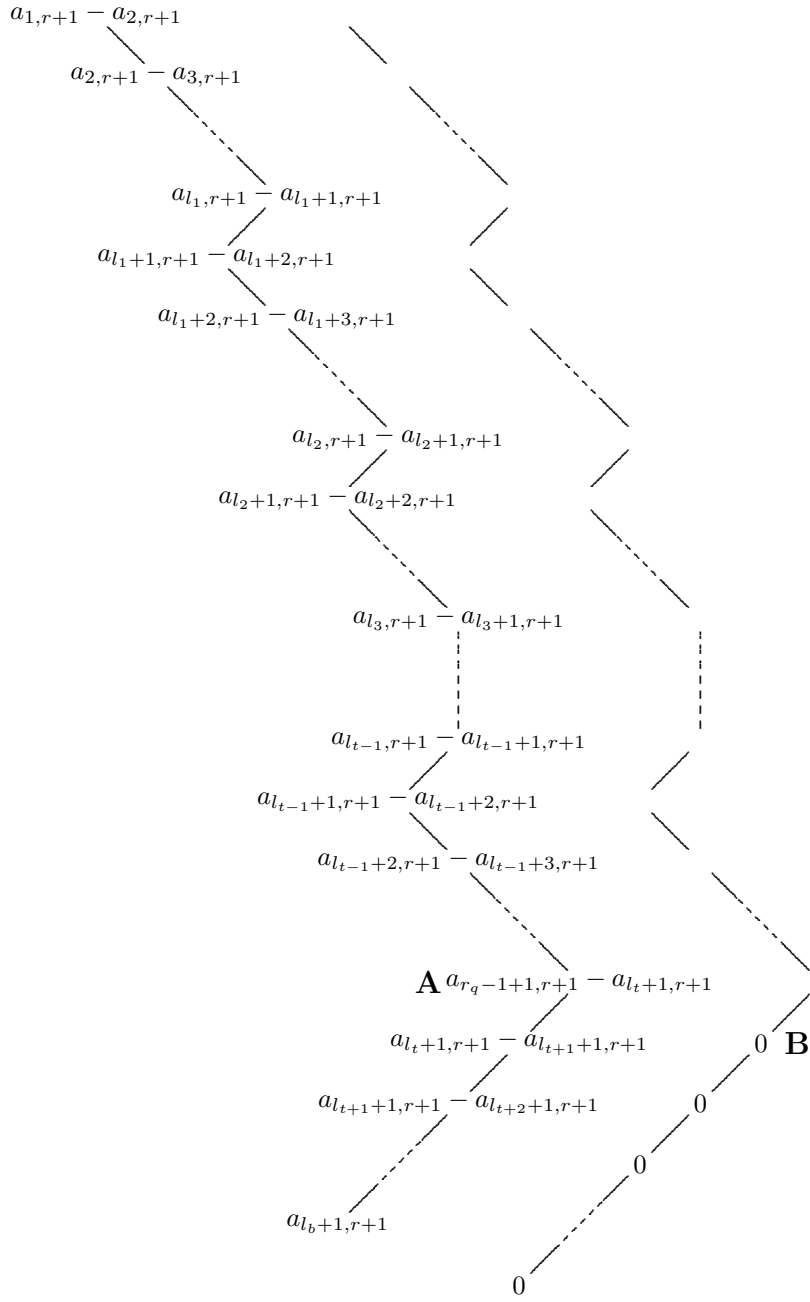 a_{1,r+1} − a_{2,r+1}
a_{2,r+1} − a_{3,r+1}
a_{l_1,r+1} − a_{l_1+1,r+1}
a_{l_1+1,r+1} − a_{l_1+2,r+1}
a_{l_1+2,r+1} − a_{l_1+3,r+1}
a_{l_2,r+1} − a_{l_2+1,r+1}
a_{l_2+1,r+1} − a_{l_2+2,r+1}
a_{l_3,r+1} − a_{l_3+1,r+1}
a_{l_{t−1},r+1} − a_{l_{t−1}+1,r+1}
a_{l_{t−1}+1,r+1} − a_{l_{t−1}+2,r+1}
a_{l_{t−1}+2,r+1} − a_{l_{t−1}+3,r+1}
A a_{r_q−1+1,r+1} − a_{l_t+1,r+1}
a_{l_t+1,r+1} − a_{l_{t+1}+1,r+1} 0 B
a_{l_{t+1}+1,r+1} − a_{l_{t+2}+1,r+1} 0
0
a_{l_b+1,r+1}
0